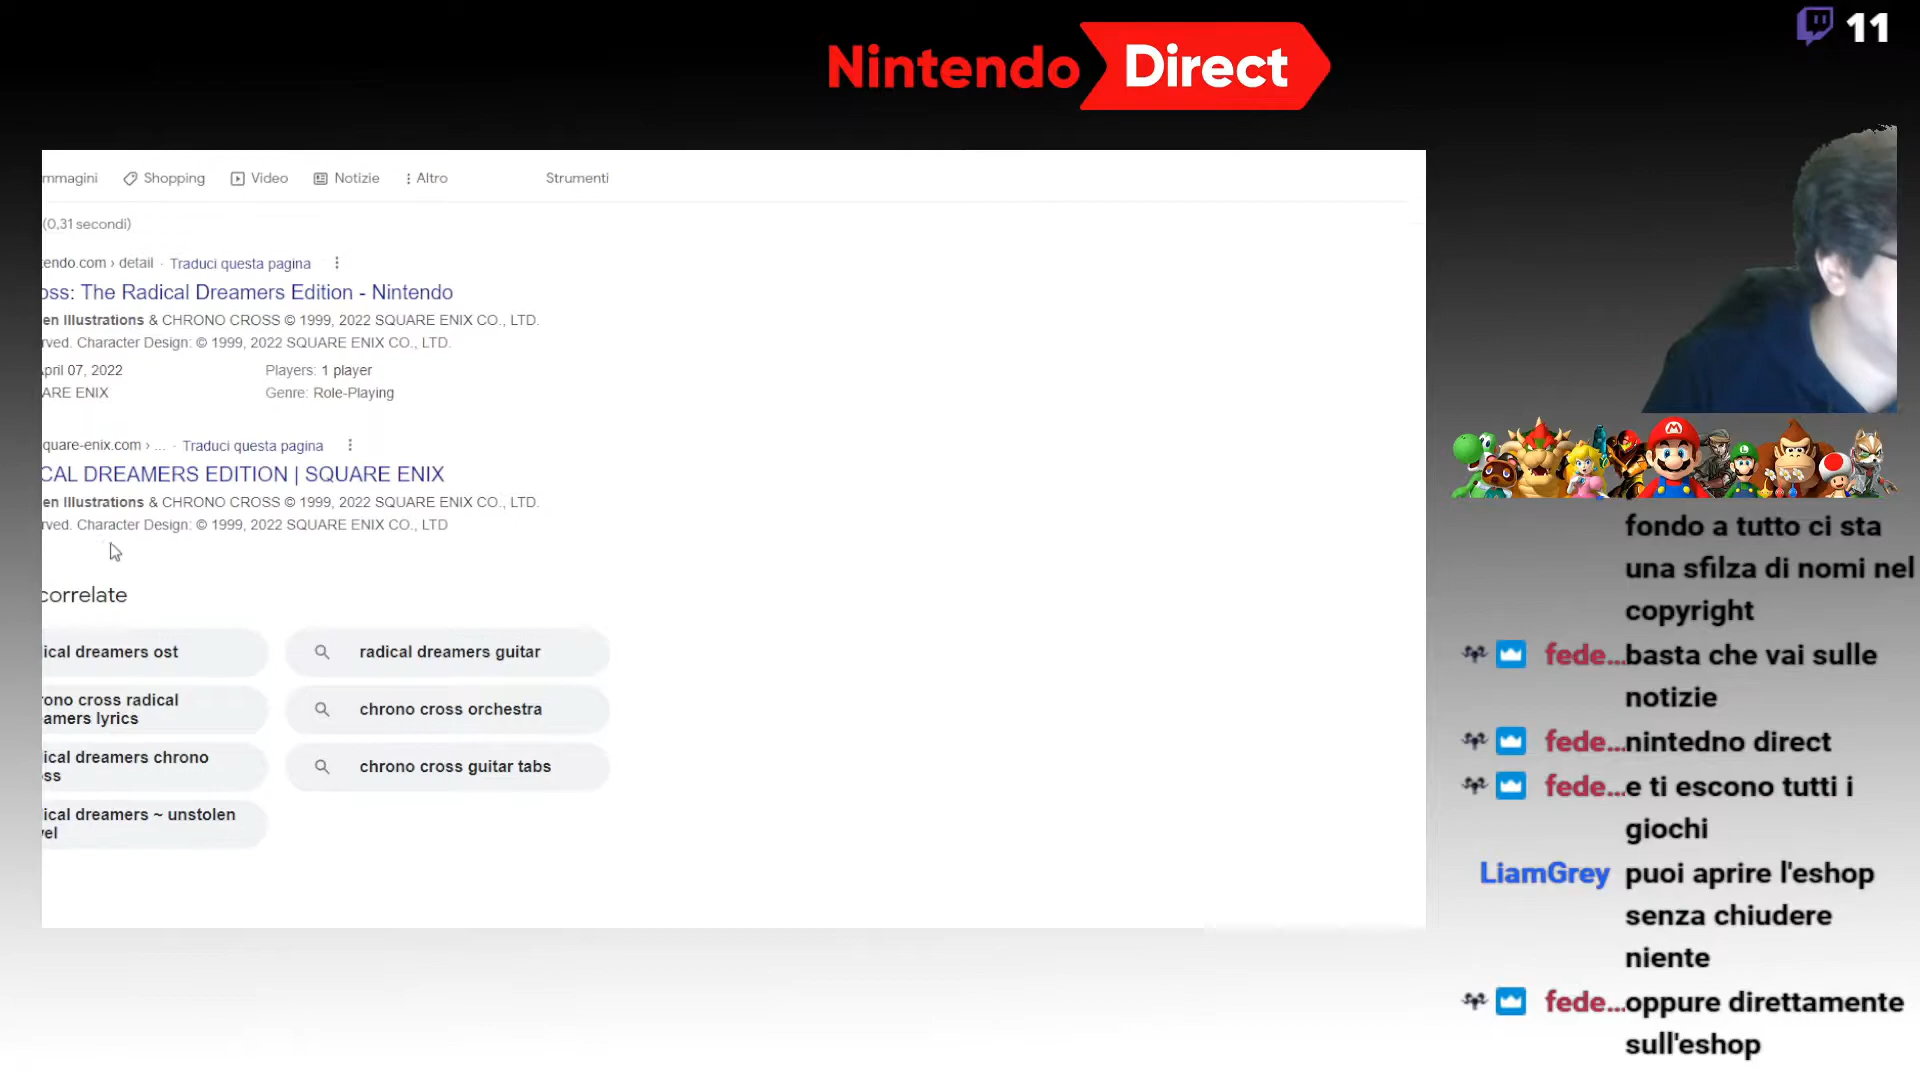 Nintendo Direct
11
mmagini Shopping Video Notizie Altro Strumenti
(0,31 secondi)
endo.com › detail · Traduci questa pagina
oss: The Radical Dreamers Edition - Nintendo
en Illustrations & CHRONO CROSS © 1999, 2022 SQUARE ENIX CO., LTD.
rved. Character Design: © 1999, 2022 SQUARE ENIX CO., LTD.
April 07, 2022 Players: 1 player
ARE ENIX Genre: Role-Playing
quare-enix.com › ... · Traduci questa pagina
CAL DREAMERS EDITION | SQUARE ENIX
en Illustrations & CHRONO CROSS © 1999, 2022 SQUARE ENIX CO., LTD.
rved. Character Design: © 1999, 2022 SQUARE ENIX CO., LTD
correlate
ical dreamers ost
radical dreamers guitar
rono cross radical
amers lyrics
chrono cross orchestra
ical dreamers chrono
ss
chrono cross guitar tabs
ical dreamers ~ unstolen
wel
fondo a tutto ci sta
una sfilza di nomi nel
copyright
fede...basta che vai sulle
notizie
fede...nintedno direct
fede...e ti escono tutti i
giochi
LiamGrey puoi aprire l'eshop
senza chiudere
niente
fede...oppure direttamente
sull'eshop